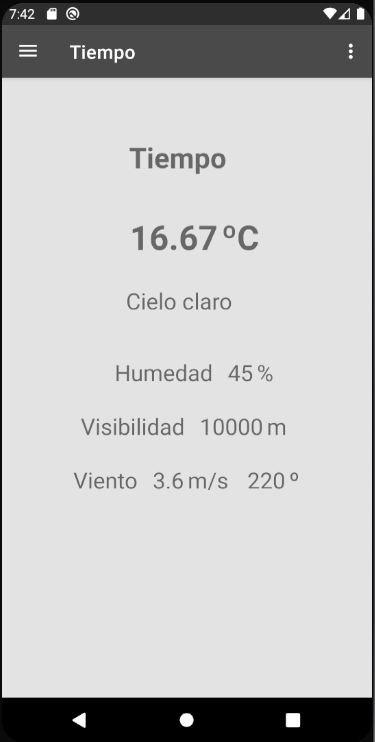 7:42
Tiempo
Tiempo
16.67 ºC
Cielo claro
Humedad 45 %
Visibilidad 10000 m
Viento 3.6 m/s 220 º